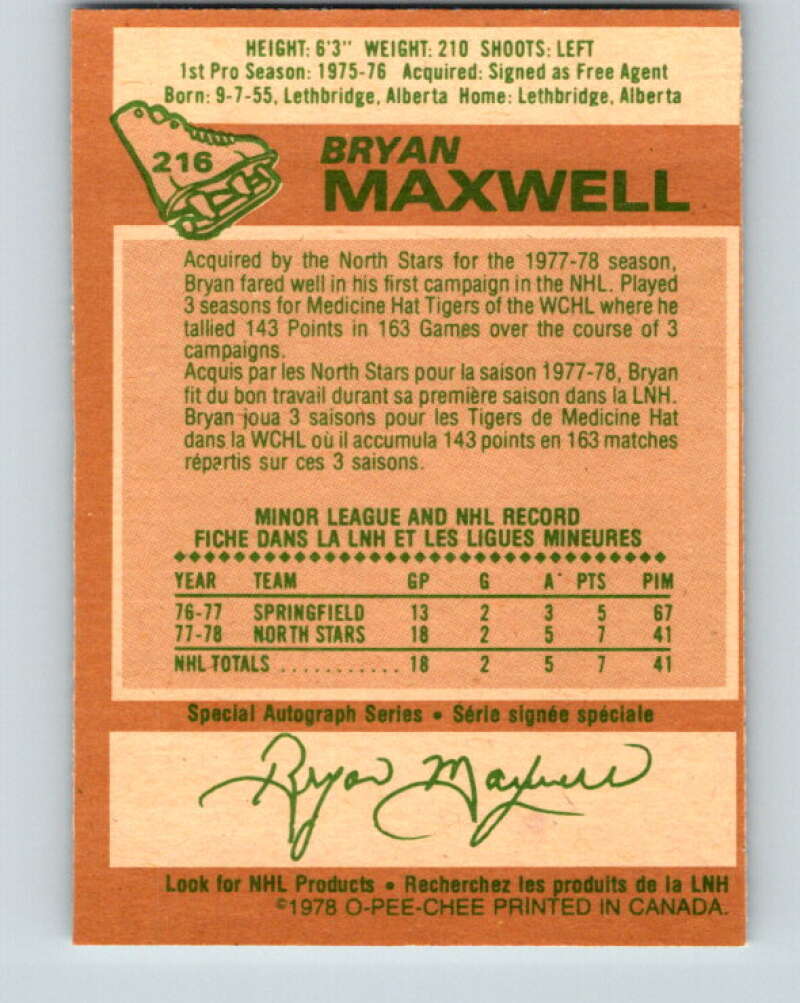 HEIGHT: 6'3" WEIGHT: 210 SHOOTS: LEFT
1st Pro Season: 1975-76 Acquired: Signed as Free Agent
Born: 9-7-55, Lethbridge, Alberta Home: Lethbridge, Alberta
216
BRYAN
MAXWELL
Acquired by the North Stars for the 1977-78 season,
Bryan fared well in his first campaign in the NHL. Played
3 seasons for Medicine Hat Tigers of the WCHL where he
tallied 143 Points in 163 Games over the course of 3
campaigns.
Acquis par les North Stars pour la saison 1977-78, Bryan
fit du bon travail durant sa première saison dans la LNH.
Bryan joua 3 saisons pour les Tigers de Medicine Hat
dans la WCHL où il accumula 143 points en 163 matches
répartis sur ces 3 saisons.
MINOR LEAGUE AND NHL RECORD
FICHE DANS LA LNH ET LES LIGUES MINEURES
YEAR TEAM GP G A PTS PIM
76-77 SPRINGFIELD 13 2 3 5 67
77-78 NORTH STARS 18 2 5 7 41
NHL TOTALS ........... 18 2 5 7 41
Special Autograph Series • Série signée spéciale
Bryan Maxwell
Look for NHL Products • Recherchez les produits de la LNH
©1978 O-PEE-CHEE PRINTED IN CANADA.